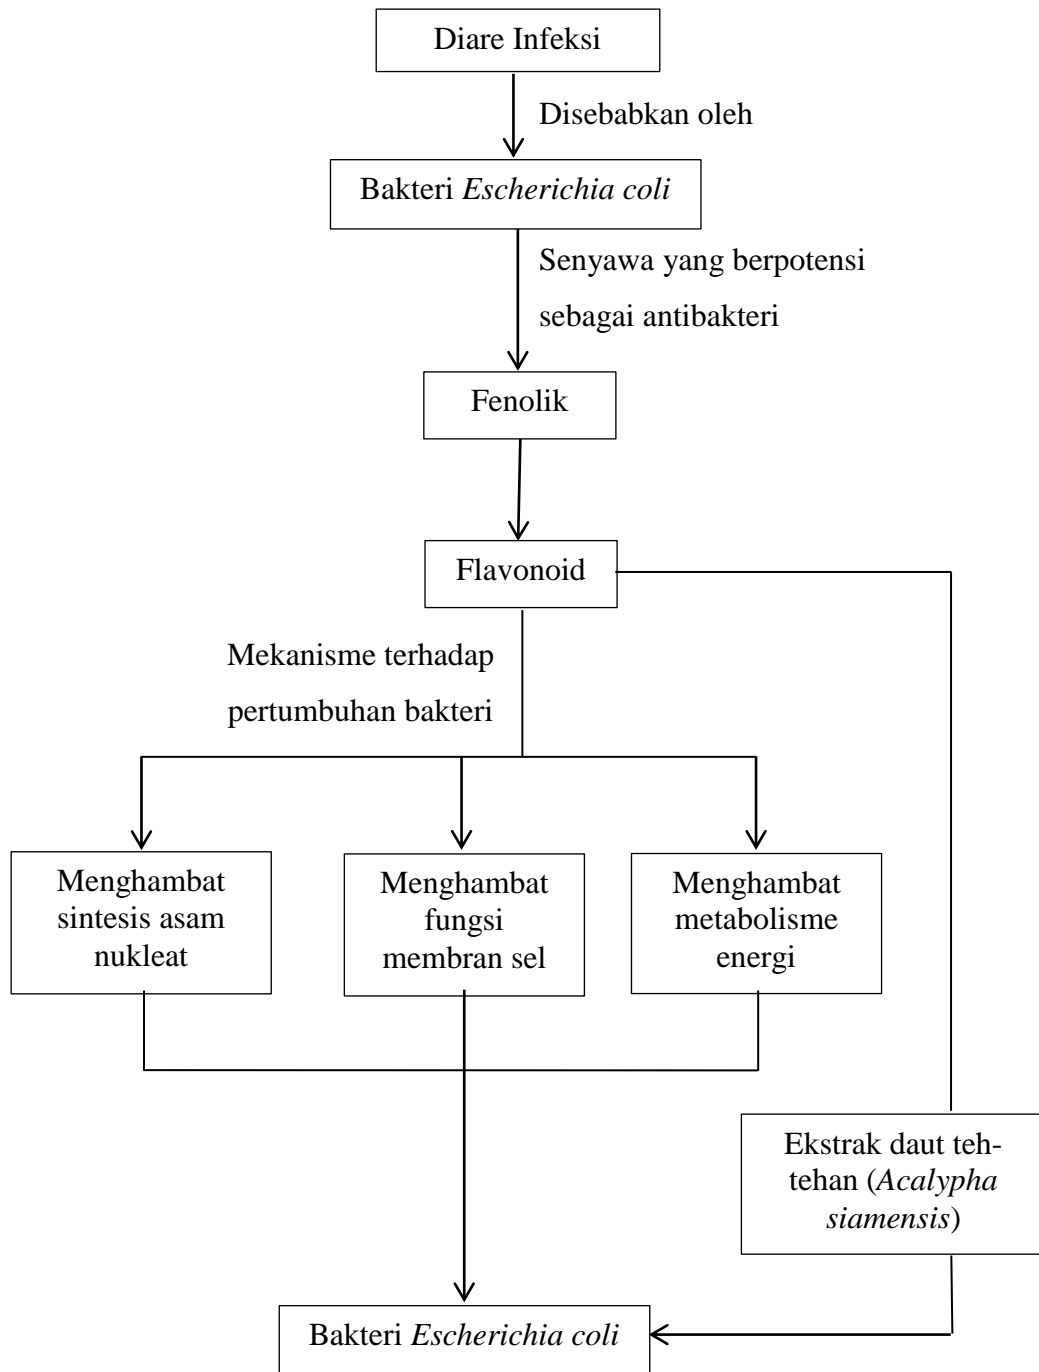 Diare Infeksi
Disebabkan oleh
Bakteri Escherichia coli
Senyawa yang berpotensi
sebagai antibakteri
Fenolik
Flavonoid
Mekanisme terhadap
pertumbuhan bakteri
Menghambat
sintesis asam
nukleat
Menghambat
fungsi
membran sel
Menghambat
metabolisme
energi
Ekstrak daut teh-
tehan (Acalypha
siamensis)
Bakteri Escherichia coli